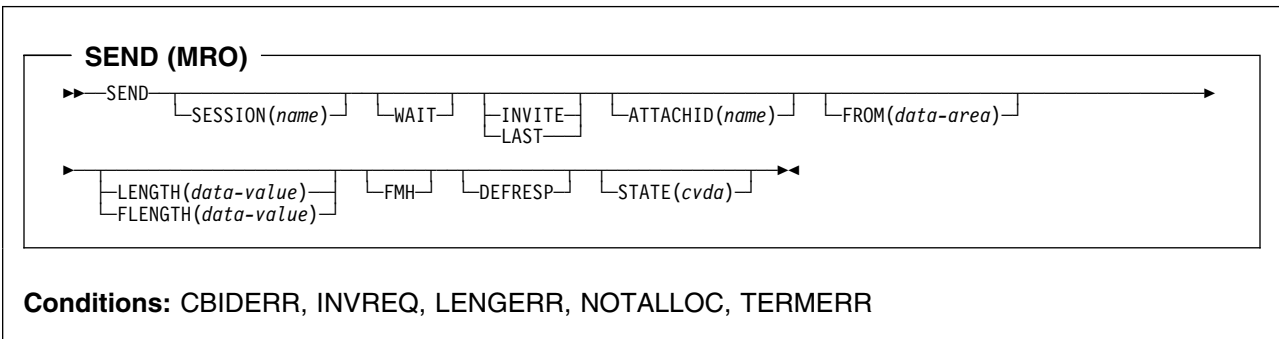 SEND (MRO)
SEND
SESSION(name) WAIT INVITE ATTACHID(name) FROM(data-area)
LAST
LENGTH(data-value) FMH DEFRESP STATE(cvda)
FLENGTH(data-value)
Conditions: CBIDERR, INVREQ, LENGERR, NOTALLOC, TERMERR